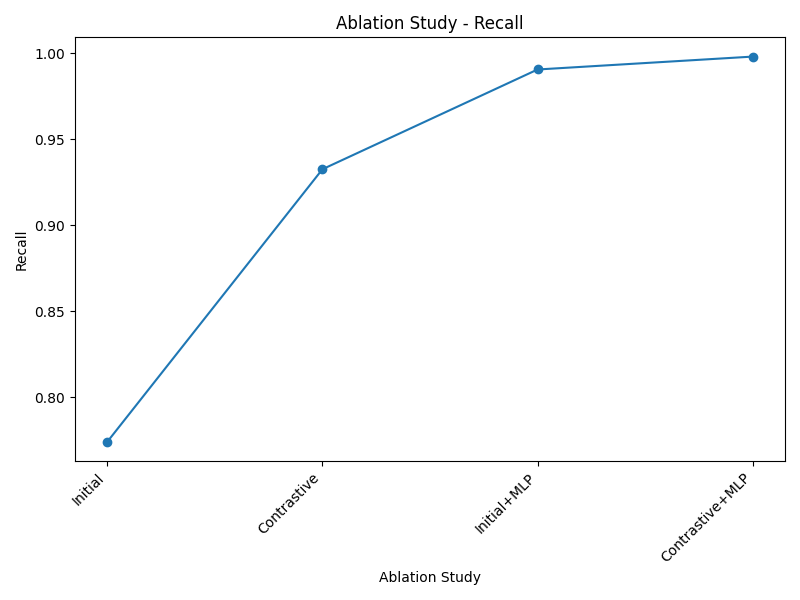 Ablation Study - Recall
1.00
0.95
0.90
0.85
0.80
Recall
Initial
Contrastive
Initial+MLP
Contrastive+MLP
Ablation Study